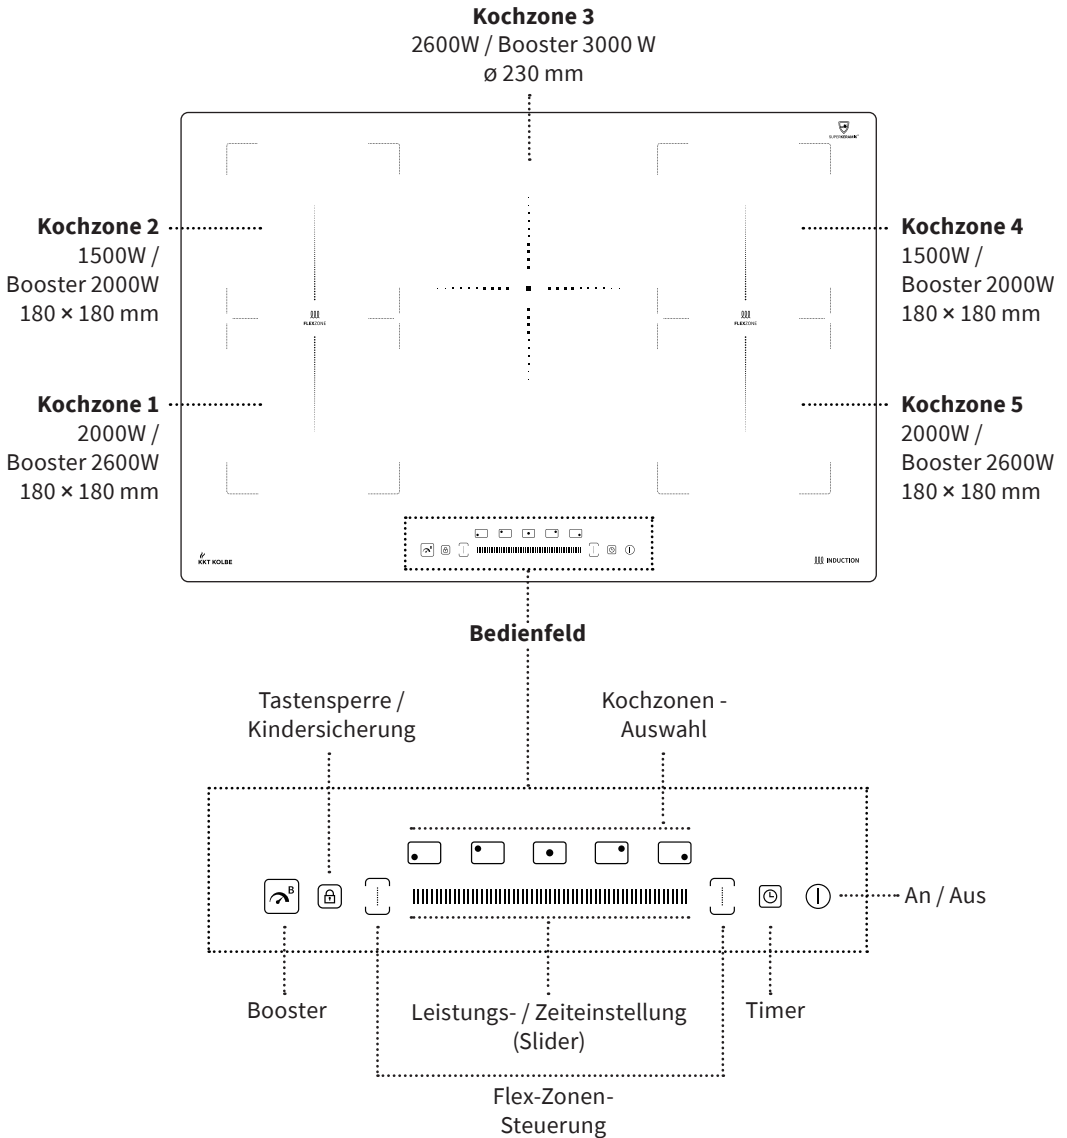 Kochzone 3
2600W / Booster 3000 W
ø 230 mm
SUPERKERAMIK
Kochzone 2
1500W /
Booster 2000W
180 × 180 mm
Kochzone 4
1500W /
Booster 2000W
180 × 180 mm
FLEXZONE
FLEXZONE
Kochzone 1
2000W /
Booster 2600W
180 × 180 mm
Kochzone 5
2000W /
Booster 2600W
180 × 180 mm
KKT KOLBE
INDUCTION
Bedienfeld
Tastensperre /
Kindersicherung
Kochzonen -
Auswahl
B
An / Aus
Booster
Leistungs- / Zeiteinstellung
(Slider)
Timer
Flex-Zonen-
Steuerung